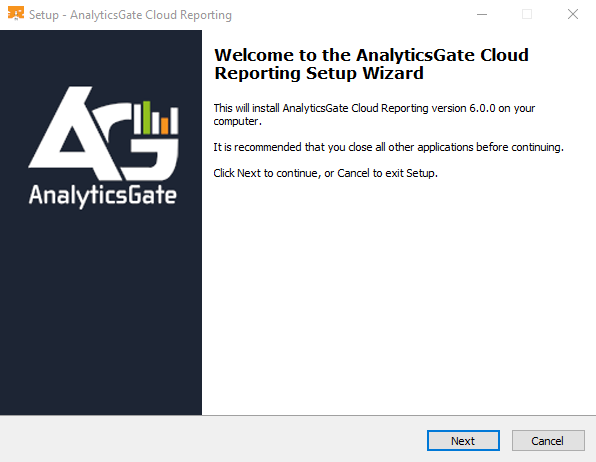 Setup - AnalyticsGate Cloud Reporting
Welcome to the AnalyticsGate Cloud
Reporting Setup Wizard
This will install AnalyticsGate Cloud Reporting version 6.0.0 on your
computer.
It is recommended that you close all other applications before continuing.
Click Next to continue, or Cancel to exit Setup.
AG
AnalyticsGate
Next
Cancel